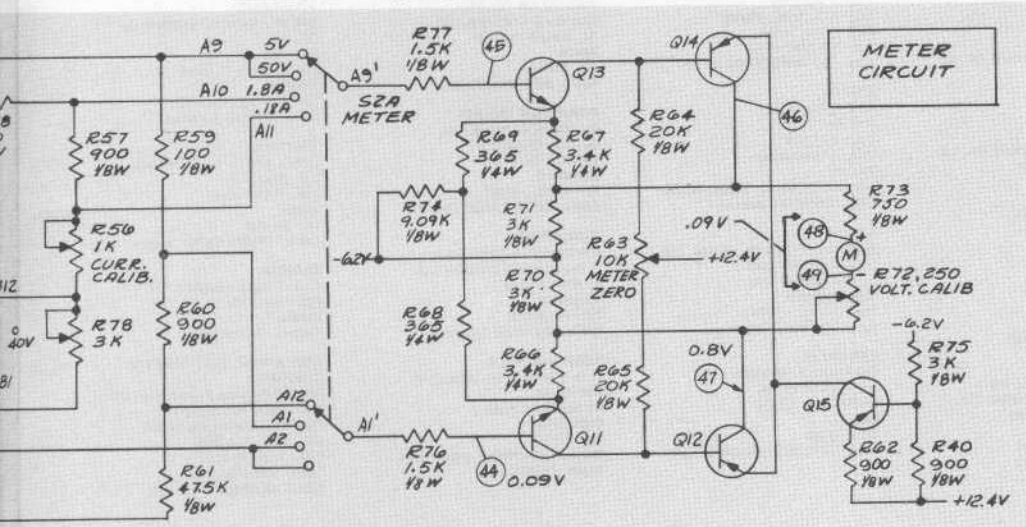 METER
CIRCUIT
A9
5V
50V
A10 1.8A
.18A
A11
A9'
S2A
METER
R77
1.5K
1/8W
45
Q13
Q14
46
R57
900
1/8W
R59
100
1/8W
R69
365
1/4W
R67
3.4K
1/4W
R64
20K
1/8W
R74
9.09K
1/8W
R71
3K
1/8W
R73
750
1/8W
.09V
48
+
M
49
-
R72, 250
VOLT. CALIB
R56
1K
CURR.
CALIB.
-6.2V
R63
10K
METER
ZERO
+12.4V
R70
3K
1/8W
R60
900
1/8W
R78
3K
40V
R68
365
1/4W
R66
3.4K
1/4W
R65
20K
1/8W
0.8V
47
-6.2V
R75
3K
1/8W
A12
A1
A2
A1'
R76
1.5K
1/8W
44
0.09V
Q11
Q12
Q15
R61
47.5K
1/8W
R62
900
1/8W
R40
900
1/8W
+12.4V